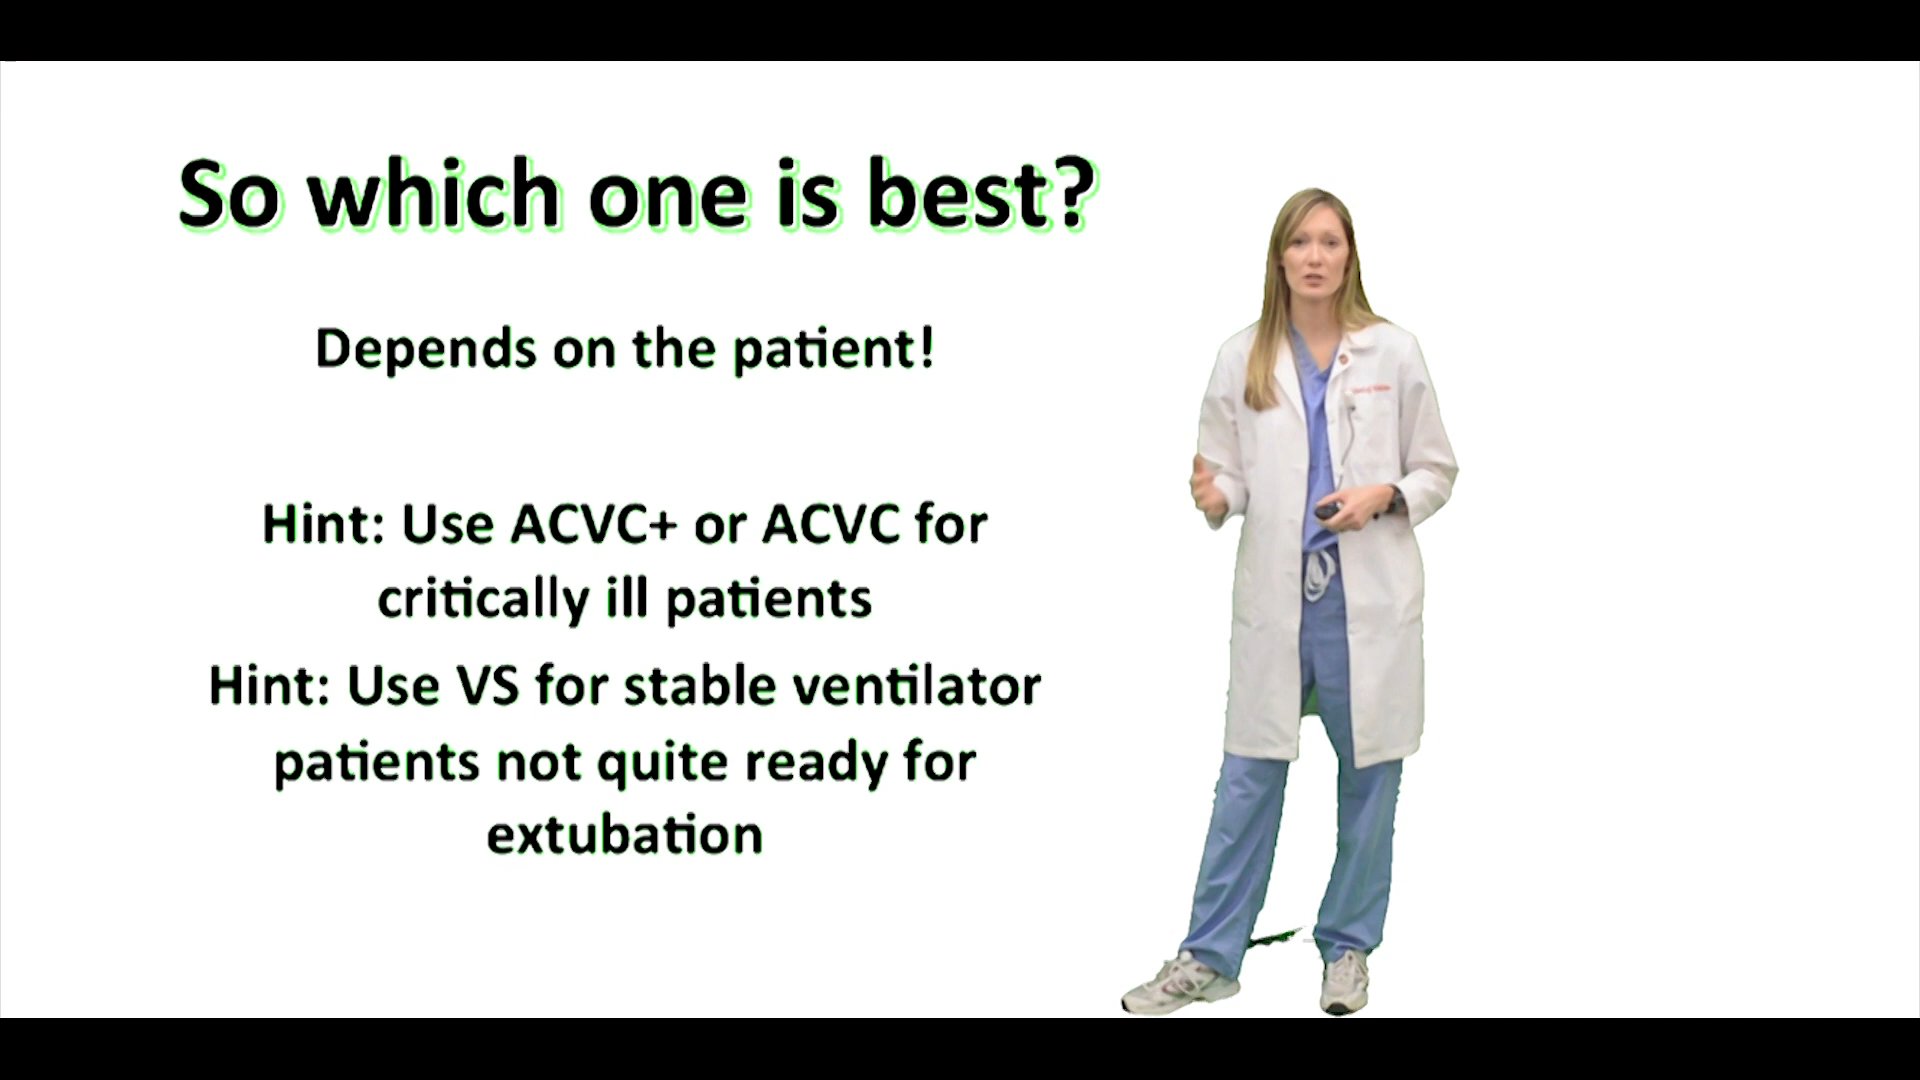 So which one is best?
Depends on the patient!
Hint: Use ACVC+ or ACVC for
critically ill patients
Hint: Use VS for stable ventilator
patients not quite ready for
extubation